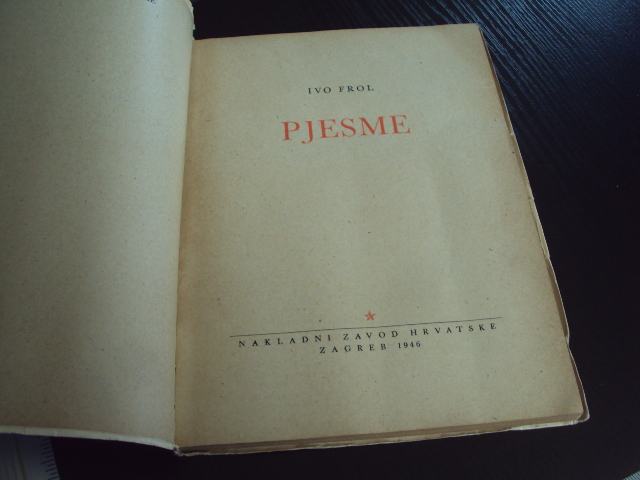 IVO FROL
PJESME
NAKLADNI ZAVOD HRVATSKE
ZAGREB 1946